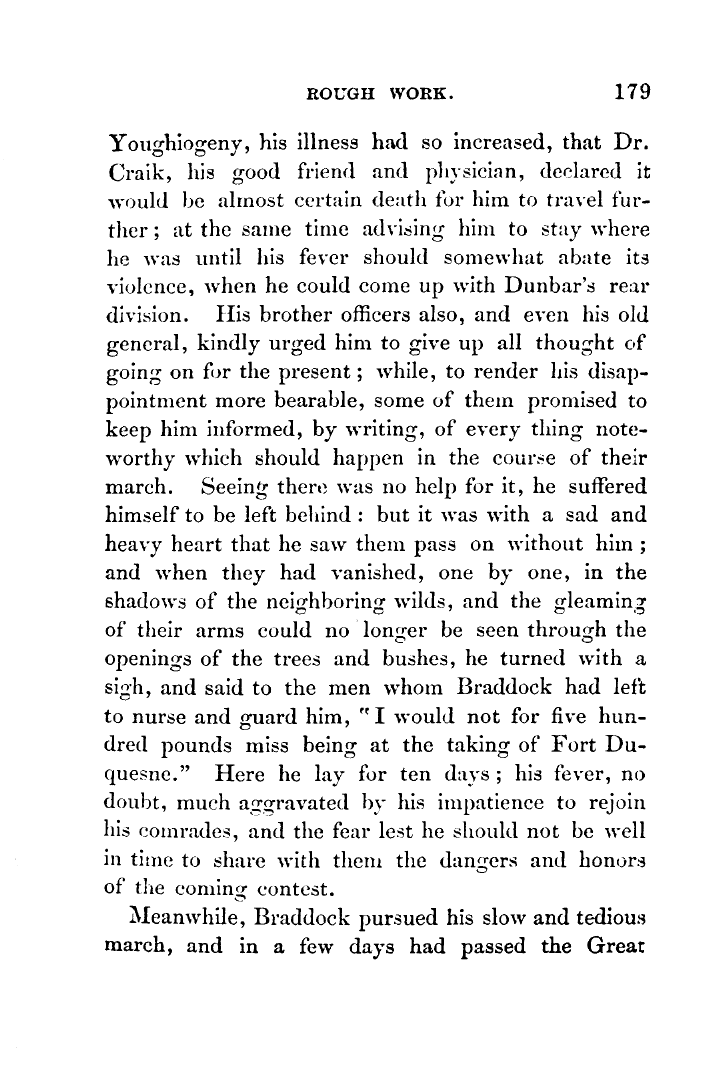 ROUGH WORK. 179
Youghiogeny, his illness had so increased, that Dr.
Craik, his good friend and physician, declared it
would be almost certain death for him to travel fur-
ther; at the same time advising him to stay where
he was until his fever should somewhat abate its
violence, when he could come up with Dunbar's rear
division. His brother officers also, and even his old
general, kindly urged him to give up all thought of
going on for the present; while, to render his disap-
pointment more bearable, some of them promised to
keep him informed, by writing, of every thing note-
worthy which should happen in the course of their
march. Seeing there was no help for it, he suffered
himself to be left behind: but it was with a sad and
heavy heart that he saw them pass on without him;
and when they had vanished, one by one, in the
shadows of the neighboring wilds, and the gleaming
of their arms could no longer be seen through the
openings of the trees and bushes, he turned with a
sigh, and said to the men whom Braddock had left
to nurse and guard him, "I would not for five hun-
dred pounds miss being at the taking of Fort Du-
quesne." Here he lay for ten days; his fever, no
doubt, much aggravated by his impatience to rejoin
his comrades, and the fear lest he should not be well
in time to share with them the dangers and honors
of the coming contest.
Meanwhile, Braddock pursued his slow and tedious
march, and in a few days had passed the Great